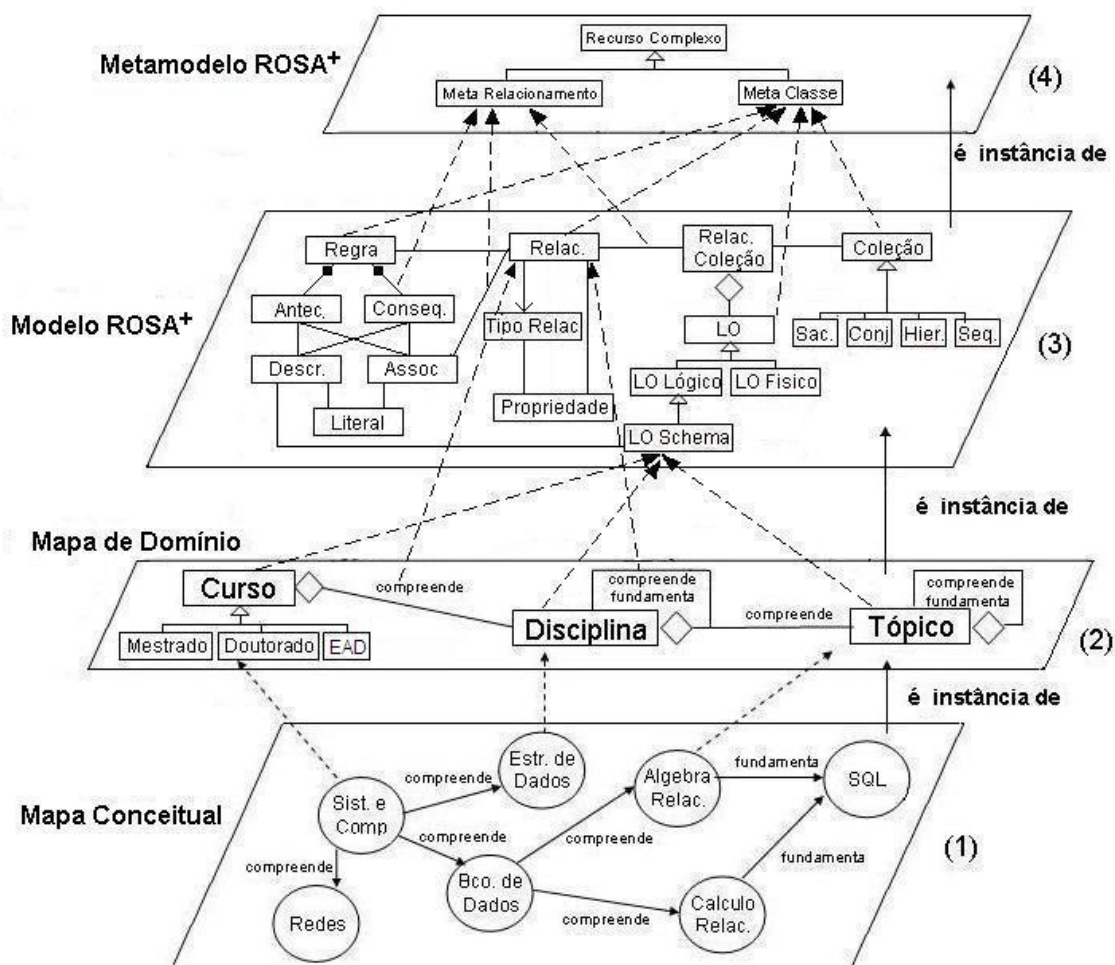 Recurso Complexo
Metamodelo ROSA+
Meta Relacionamento
Meta Classe
(4)
é instância de
Regra
Relac.
Relac.
Coleção
Coleção
Antec.
Conseq.
Modelo ROSA+
Tipo Relac
LO
Sac.
Conj
Hier.
Seq.
(3)
Descr.
Assoc
LO Lógico
LO Fisico
Propriedade
Literal
LO Schema
é instância de
Mapa de Domínio
Curso
compreende
compreende
fundamenta
compreende
fundamenta
compreende
Disciplina
Tópico
Mestrado
Doutorado
EAD
(2)
é instância de
Estr. de
Dados
Algebra
Relac.
fundamenta
SQL
compreende
Sist. e
Comp
Mapa Conceitual
compreende
compreende
(1)
compreende
fundamenta
Bco. de
Dados
Calculo
Relac.
compreende
Redes